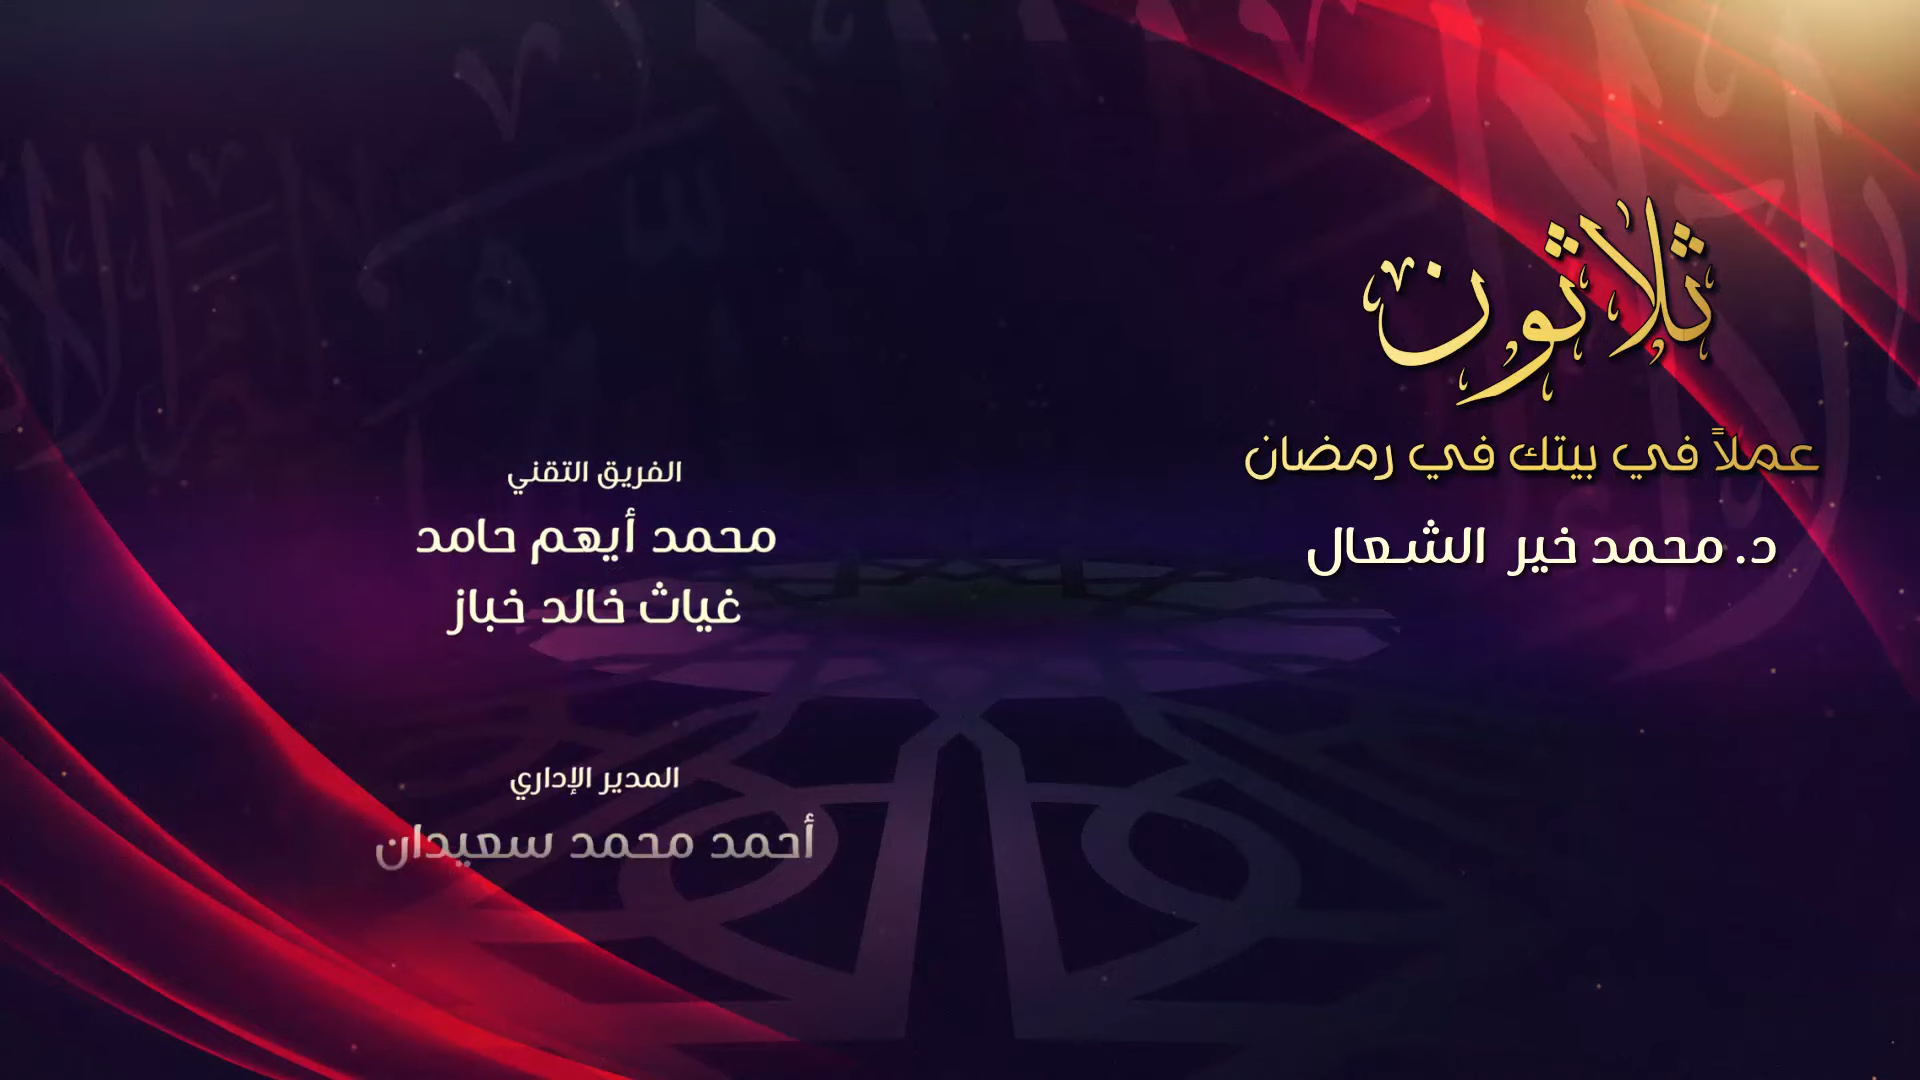 ثلاثون
عملاً في بيتك في رمضان
د. محمد خير الشعال
الفريق التقني
محمد أيهم حامد
غياث خالد خباز
المدير الإداري
أحمد محمد سعيدان